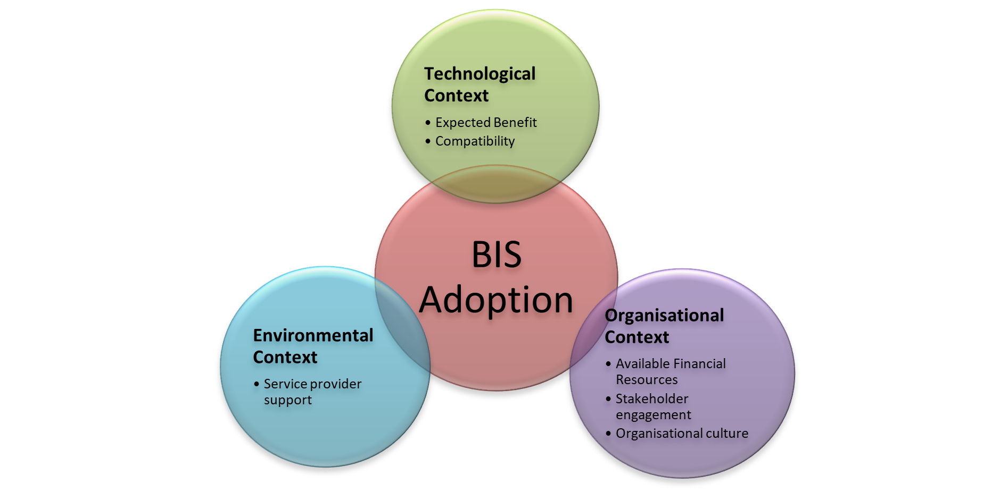 Technological
Context
• Expected Benefit
• Compatibility
BIS
Adoption
Environmental
Context
• Service provider
support
Organisational
Context
• Available Financial
Resources
• Stakeholder
engagement
• Organisational culture